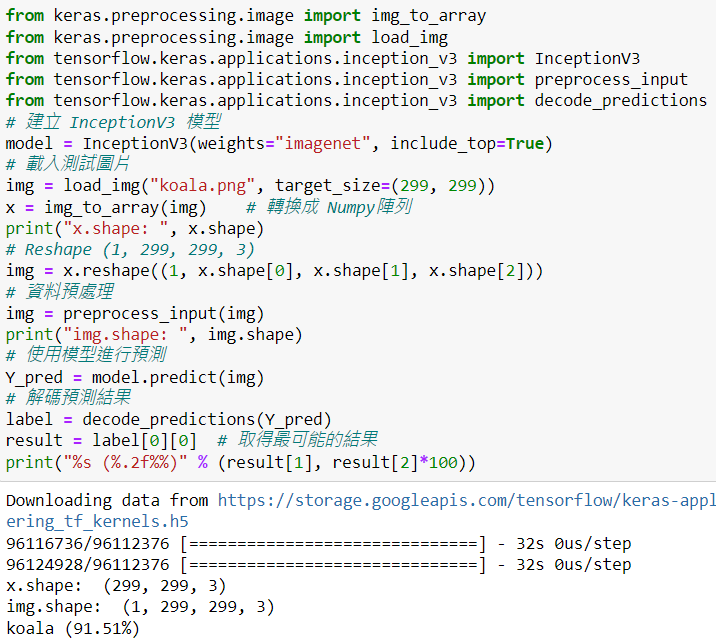 from keras.preprocessing.image import img_to_array
from keras.preprocessing.image import load_img
from tensorflow.keras.applications.inception_v3 import InceptionV3
from tensorflow.keras.applications.inception_v3 import preprocess_input
from tensorflow.keras.applications.inception_v3 import decode_predictions
# 建立 InceptionV3 模型
model = InceptionV3(weights="imagenet", include_top=True)
# 載入測試圖片
img = load_img("koala.png", target_size=(299, 299))
x = img_to_array(img)    # 轉換成 Numpy陣列
print("x.shape: ", x.shape)
# Reshape (1, 299, 299, 3)
img = x.reshape((1, x.shape[0], x.shape[1], x.shape[2]))
# 資料預處理
img = preprocess_input(img)
print("img.shape: ", img.shape)
# 使用模型進行預測
Y_pred = model.predict(img)
# 解碼預測結果
label = decode_predictions(Y_pred)
result = label[0][0]  # 取得最可能的結果
print("%s (%.2f%%)" % (result[1], result[2]*100))
Downloading data from https://storage.googleapis.com/tensorflow/keras-appl
ering_tf_kernels.h5
96116736/96112376 [==============================] - 32s 0us/step
96124928/96112376 [==============================] - 32s 0us/step
x.shape:  (299, 299, 3)
img.shape:  (1, 299, 299, 3)
koala (91.51%)